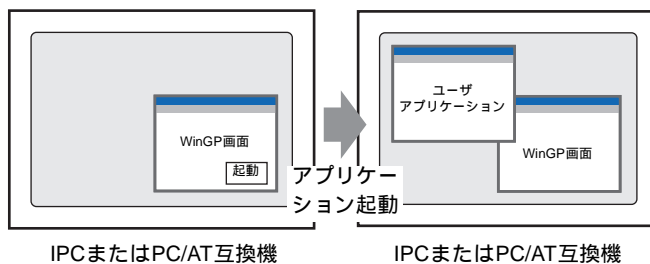 WinGP画面
起動
アプリケー
ション起動
ユーザ
アプリケーション
WinGP画面
IPCまたはPC/AT互換機
IPCまたはPC/AT互換機